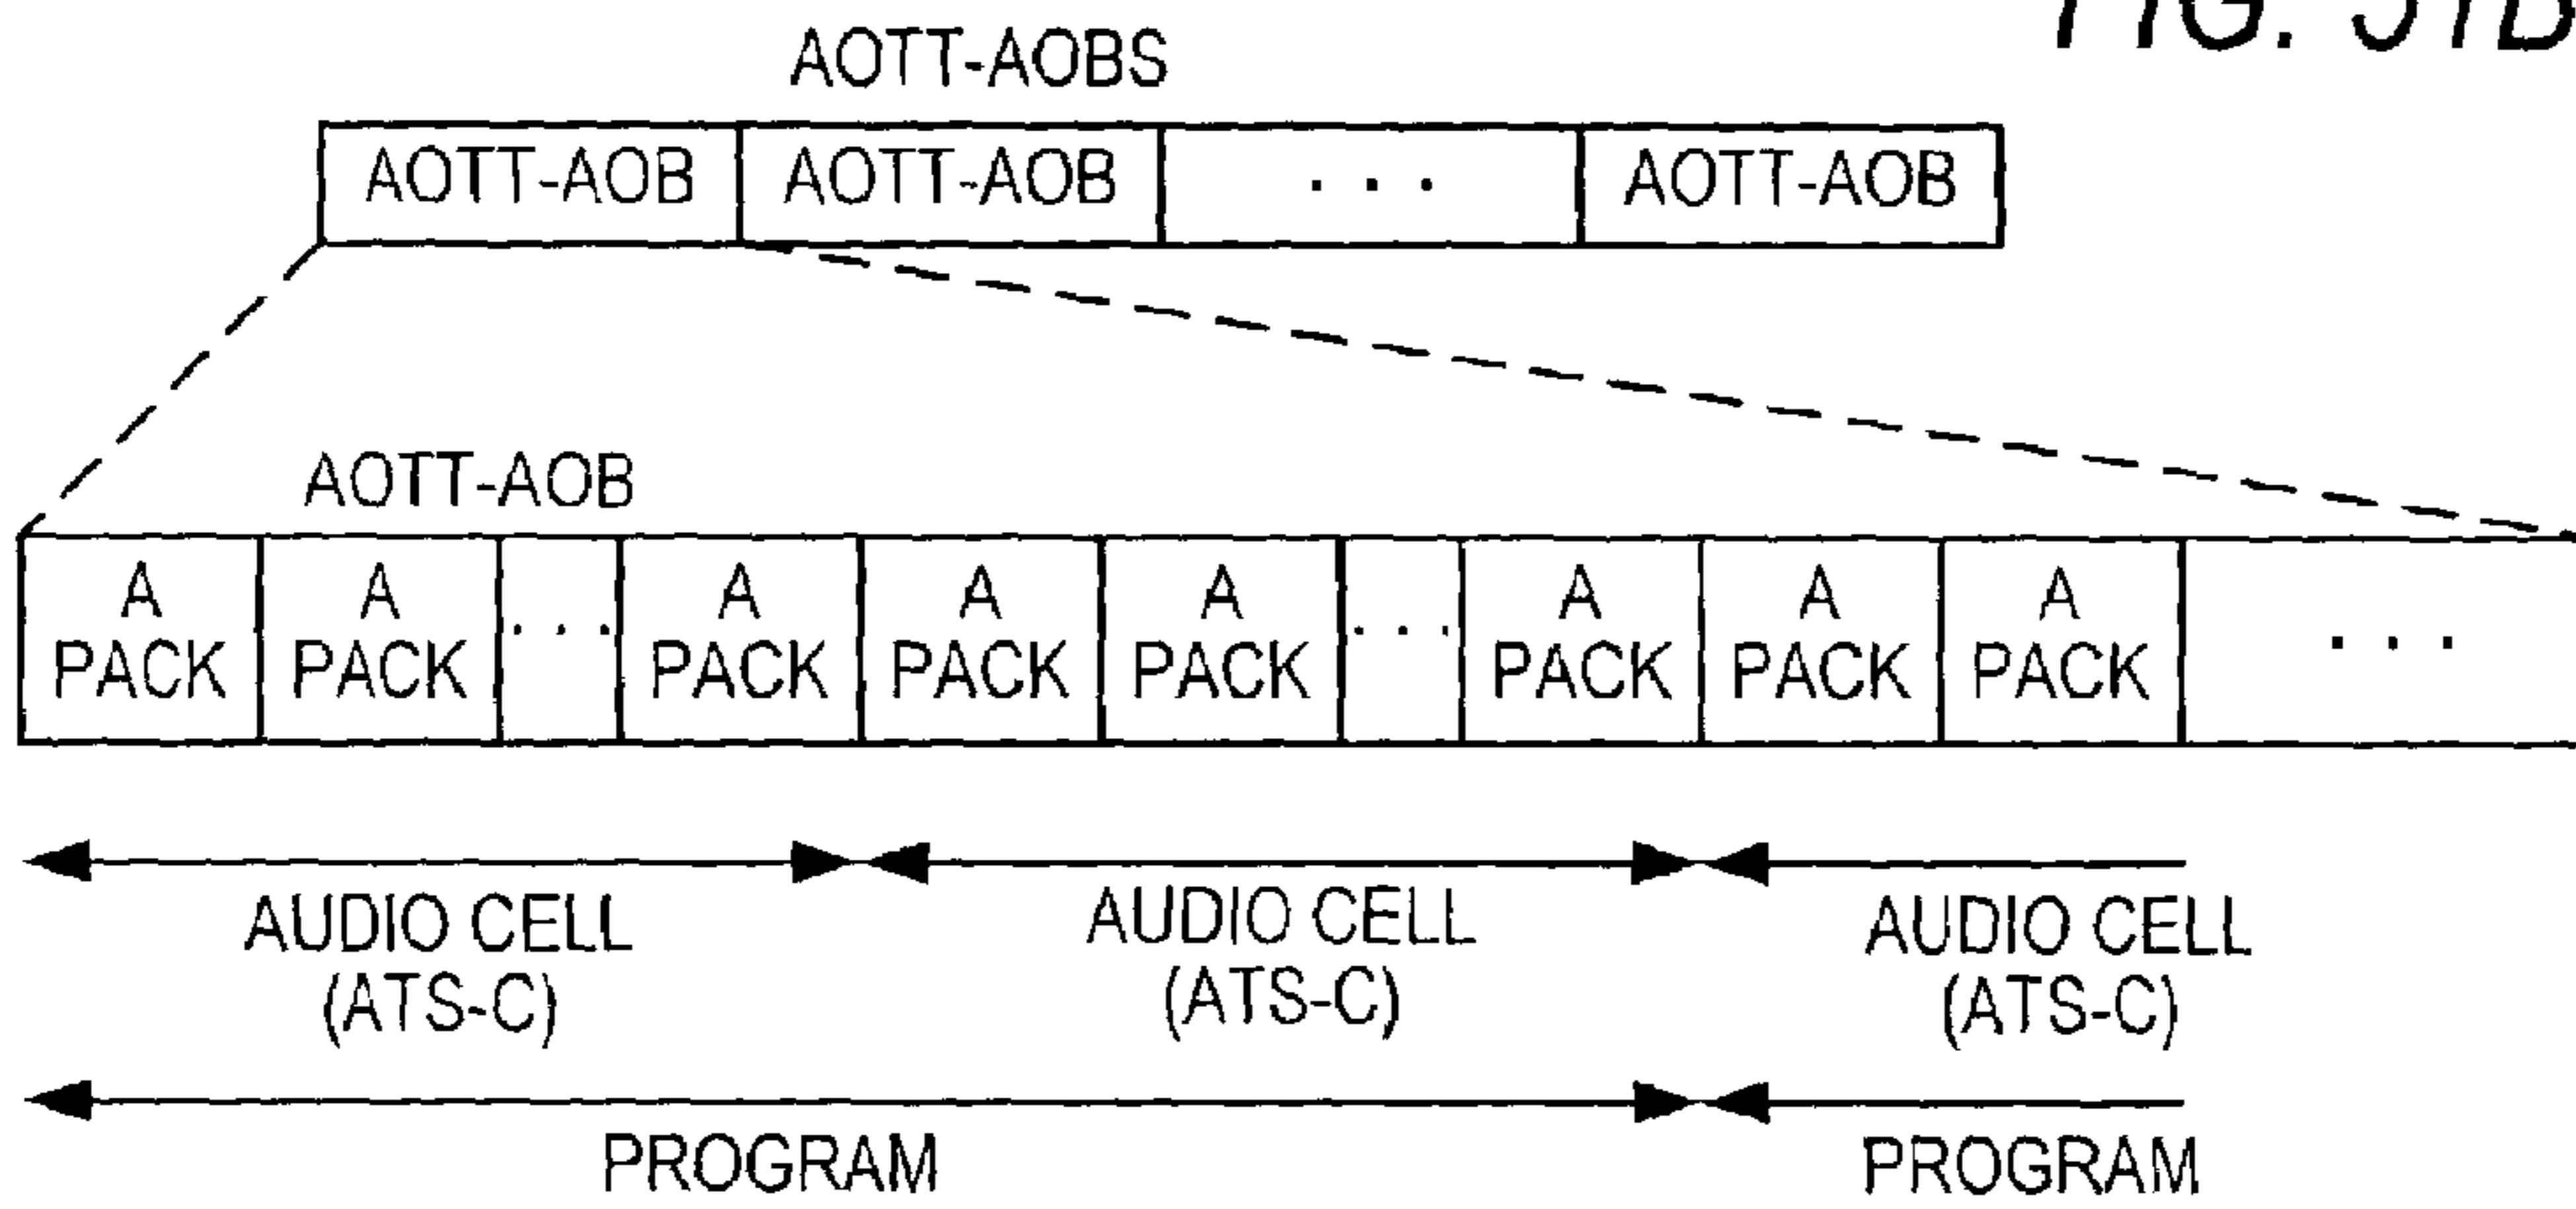 AOTT-AOBS
AOTT-AOB AOTT-AOB . . . AOTT-AOB
AOTT-AOB
A PACK A PACK . . . A PACK A PACK A PACK . . . A PACK A PACK A PACK . . .
AUDIO CELL (ATS-C) AUDIO CELL (ATS-C) AUDIO CELL (ATS-C)
PROGRAM PROGRAM